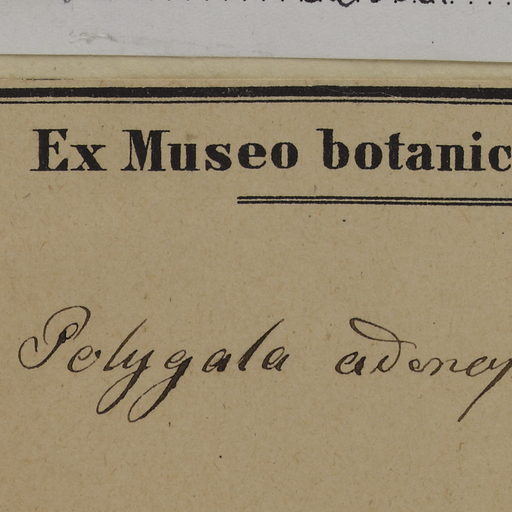 Ex Museo botanic
Polygala adenop